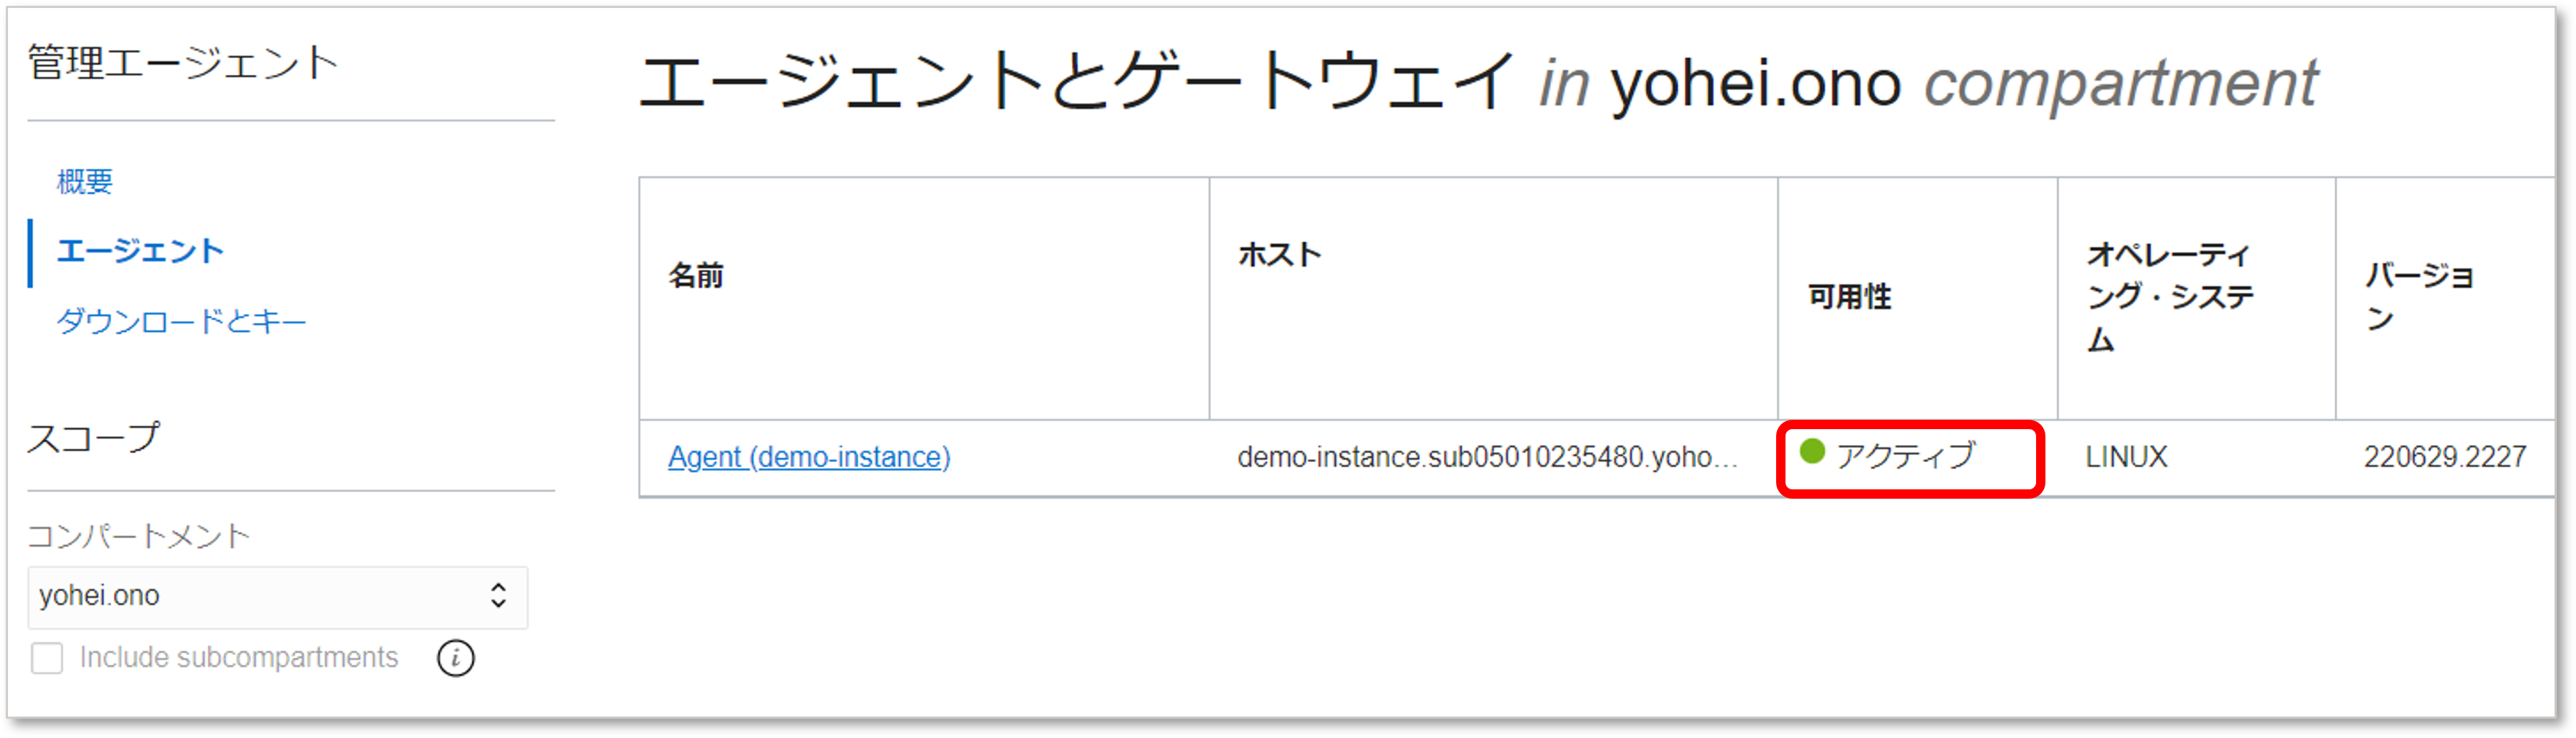 管理エージェント
概要
エージェント
ダウンロードとキー
スコープ
コンパートメント
yohei.ono
Include subcompartments i
エージェントとゲートウェイ in yohei.ono compartment
名前
ホスト
可用性
オペレーティ
ング・システ
ム
バージョ
ン
Agent (demo-instance)
demo-instance.sub05010235480.yoho...
アクティブ
LINUX
220629.2227